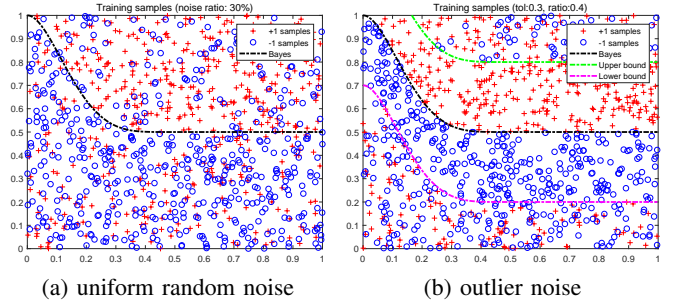 Training samples (noise ratio: 30%)
+1 samples
-1 samples
Bayes
1
0.9
0.8
0.7
0.6
0.5
0.4
0.3
0.2
0.1
0
0 0.1 0.2 0.3 0.4 0.5 0.6 0.7 0.8 0.9 1
(a) uniform random noise
Training samples (tol:0.3, ratio:0.4)
+1 samples
-1 samples
Bayes
Upper bound
Lower bound
1
0.9
0.8
0.7
0.6
0.5
0.4
0.3
0.2
0.1
0
0 0.1 0.2 0.3 0.4 0.5 0.6 0.7 0.8 0.9 1
(b) outlier noise